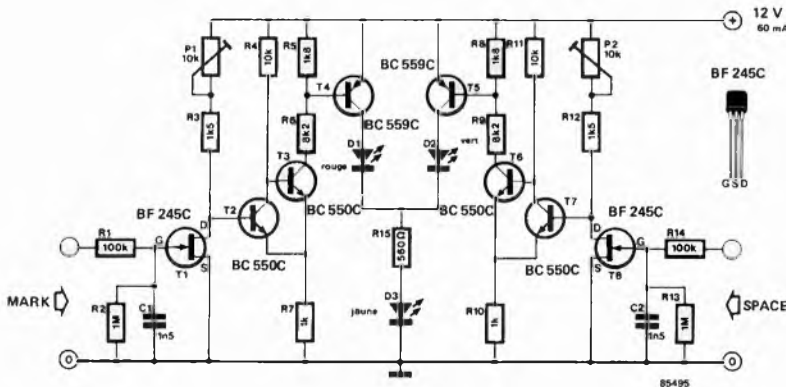 12 V
60 mA
P1
10k
R4
10k
R5
1k8
R8
1k8
R11
10k
P2
10k
BC 559C
BF 245C
T4
T5
BC 559C
R3
1k5
R6
8k2
D1
rouge
D2
vert
R9
8k2
R12
1k5
T3
T6
G S D
BF 245C
T2
BC 550C
BC 550C
T7
BF 245C
R1
100k
G
D
S
T1
BC 550C
R15
560Ω
BC 550C
D
S
G
T8
R14
100k
MARK
R2
1M
C1
1n5
R7
1k
jaune
D3
R10
1k
C2
1n5
R13
1M
SPACE
0
0
85495